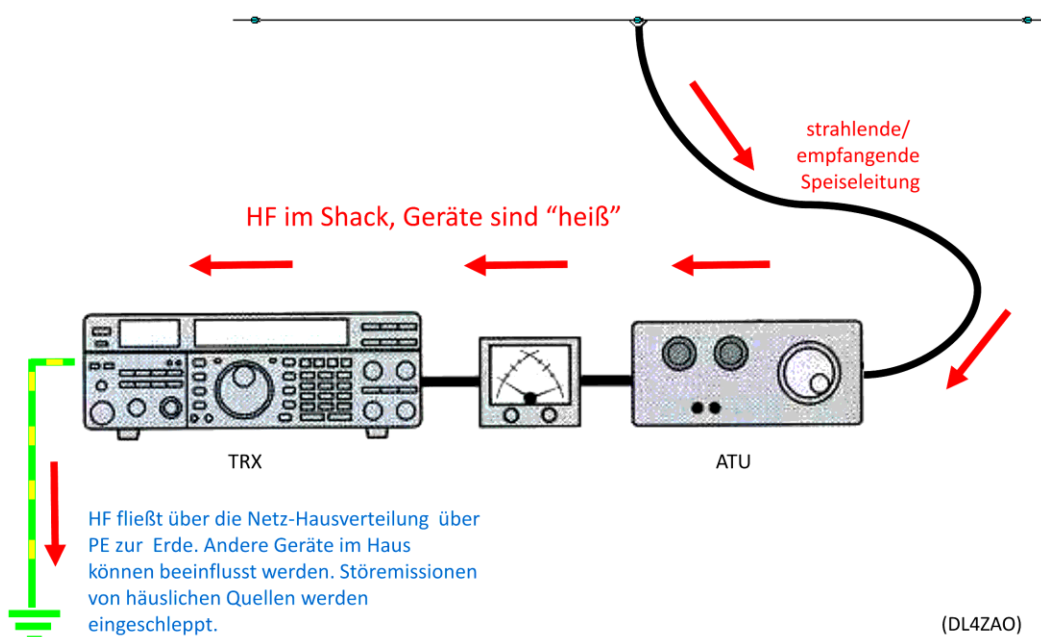 strahlende/
empfangende
Speiseleitung
HF im Shack, Geräte sind “heiß”
TRX
ATU
HF fließt über die Netz-Hausverteilung über
PE zur Erde. Andere Geräte im Haus
können beeinflusst werden. Störemissionen
von häuslichen Quellen werden
eingeschleppt.
(DL4ZAO)